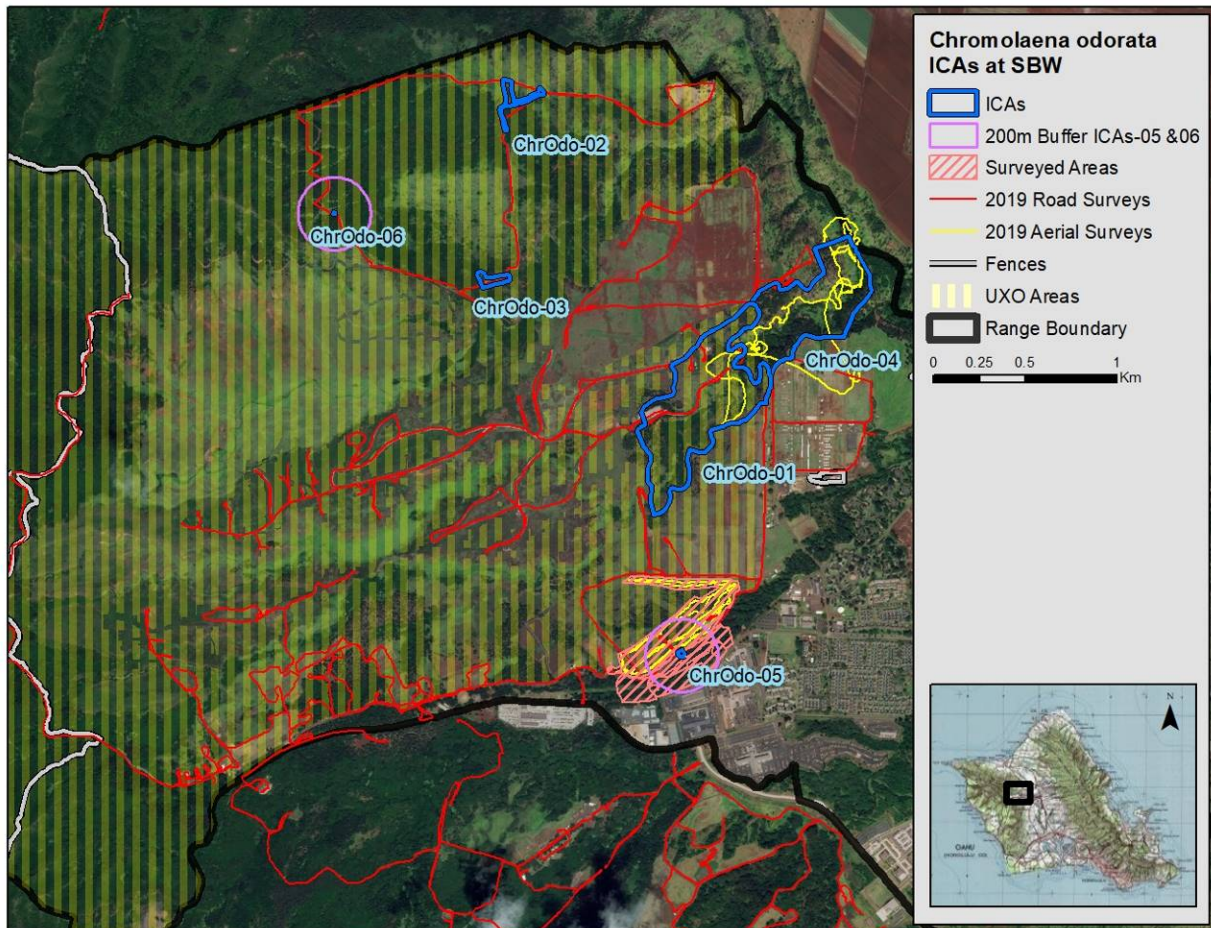 Chromolaena odorata
ICAs at SBW
ICAs
200m Buffer ICAs-05 &06
Surveyed Areas
2019 Road Surveys
2019 Aerial Surveys
Fences
UXO Areas
Range Boundary
0 0.25 0.5 1
Km
ChrOdo-02
ChrOdo-06
ChrOdo-03
ChrOdo-04
ChrOdo-01
ChrOdo-05
N
OAHU